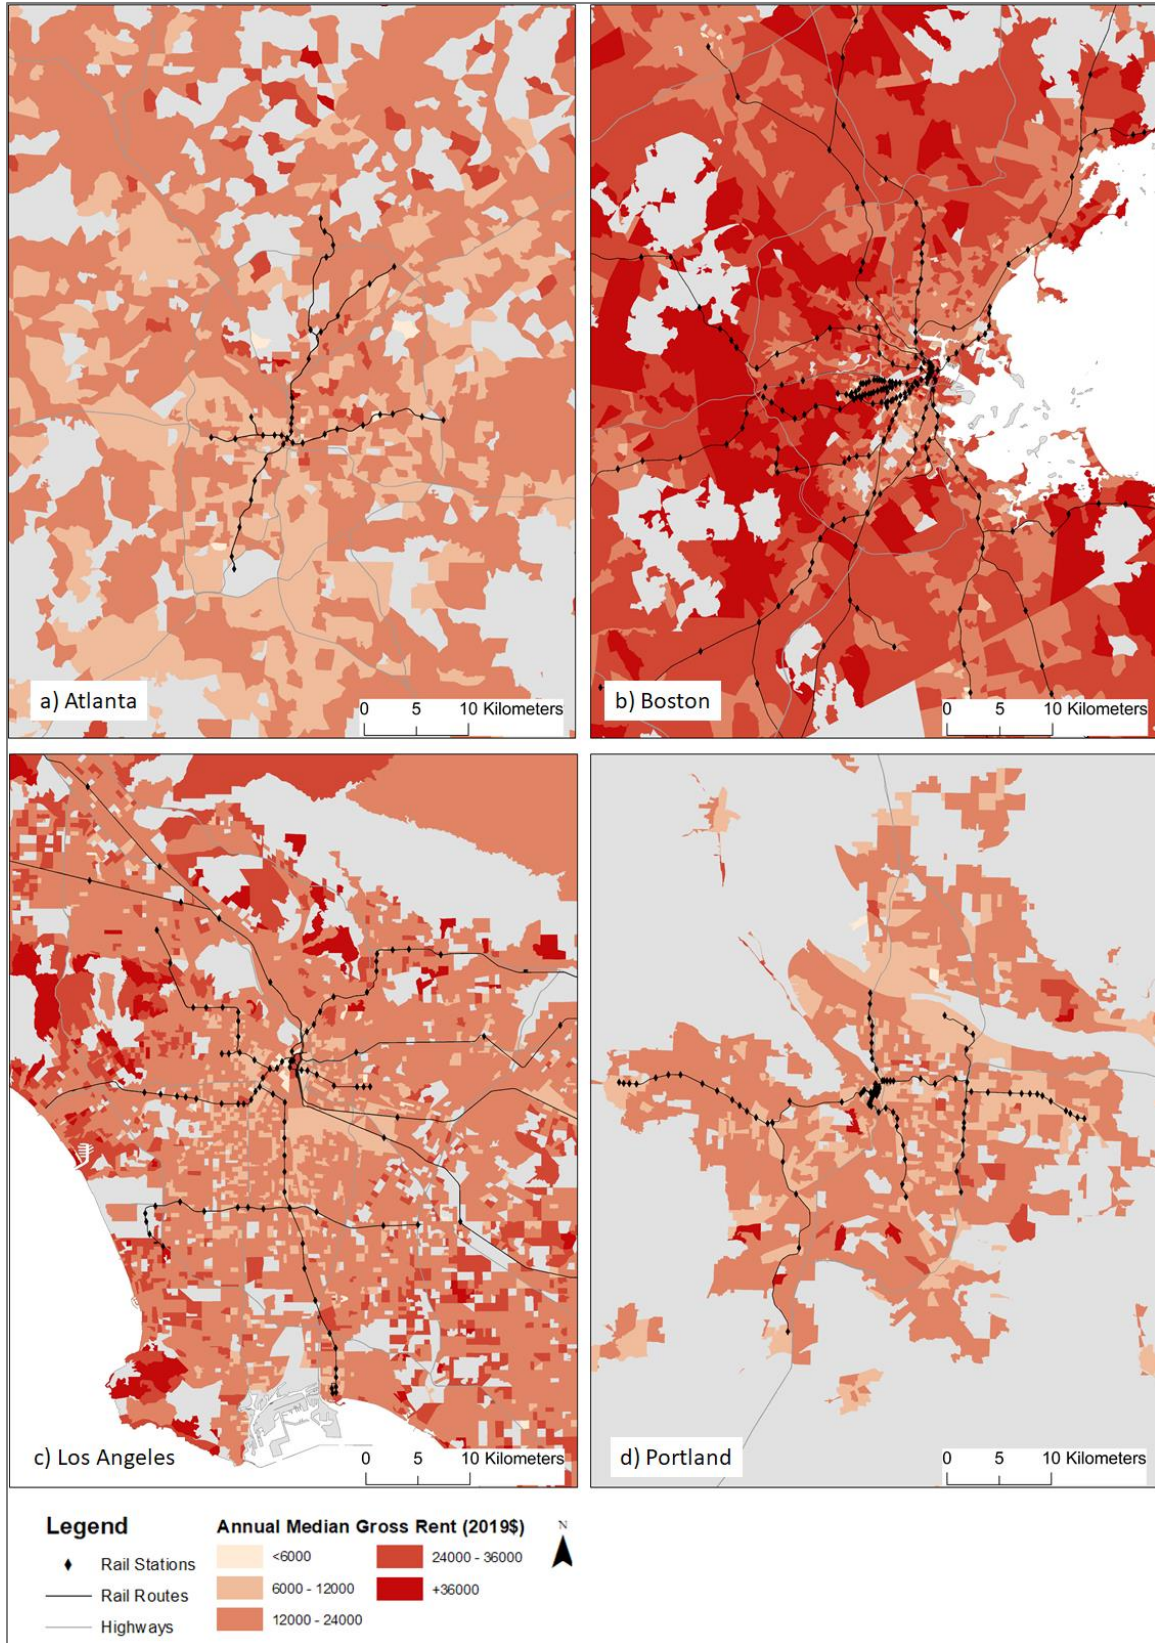 a) Atlanta
0 5 10 Kilometers
b) Boston
0 5 10 Kilometers
c) Los Angeles
0 5 10 Kilometers
d) Portland
0 5 10 Kilometers
Legend
Rail Stations
Rail Routes
Highways
Annual Median Gross Rent (2019$)
<6000
6000 - 12000
12000 - 24000
24000 - 36000
+36000
N